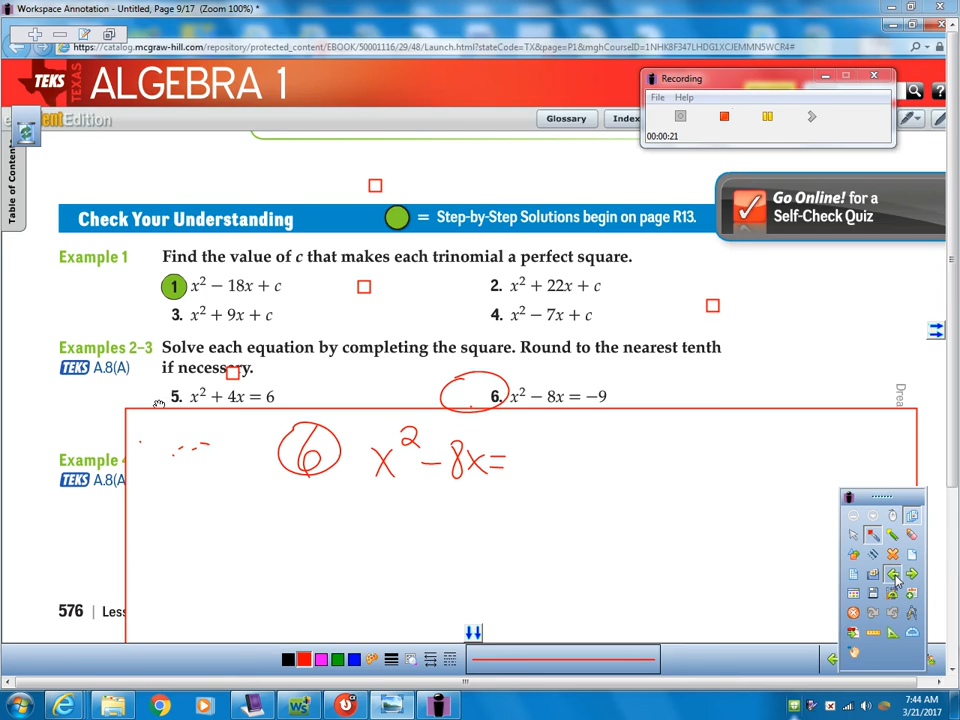 Workspace Annotation - Untitled, Page 9/17 (Zoom 100%) *
https://catalog.mcgraw-hill.com/repository/protected_content/EBOOK/50001116/29/48/Launch.html?stateCode=TX&page=P1&mghCourseID=1NHK8F347LHDG1XCJEMMN5WCR4#
TEKS TEXAS ALGEBRA 1
Recording
File Help
00:00:21
Edition
Glossary
Index
Table of Contents
Go Online! for a
Self-Check Quiz
Check Your Understanding
= Step-by-Step Solutions begin on page R13.
Example 1 Find the value of c that makes each trinomial a perfect square.
1 x² − 18x + c 2. x² + 22x + c
3. x² + 9x + c 4. x² − 7x + c
Examples 2–3 Solve each equation by completing the square. Round to the nearest tenth
TEKS A.8(A) if necessary.
5. x² + 4x = 6 6. x² − 8x = −9
Drea
6 x² − 8x =
Example
TEKS A.8(A)
576 | Less
7:44 AM
3/21/2017